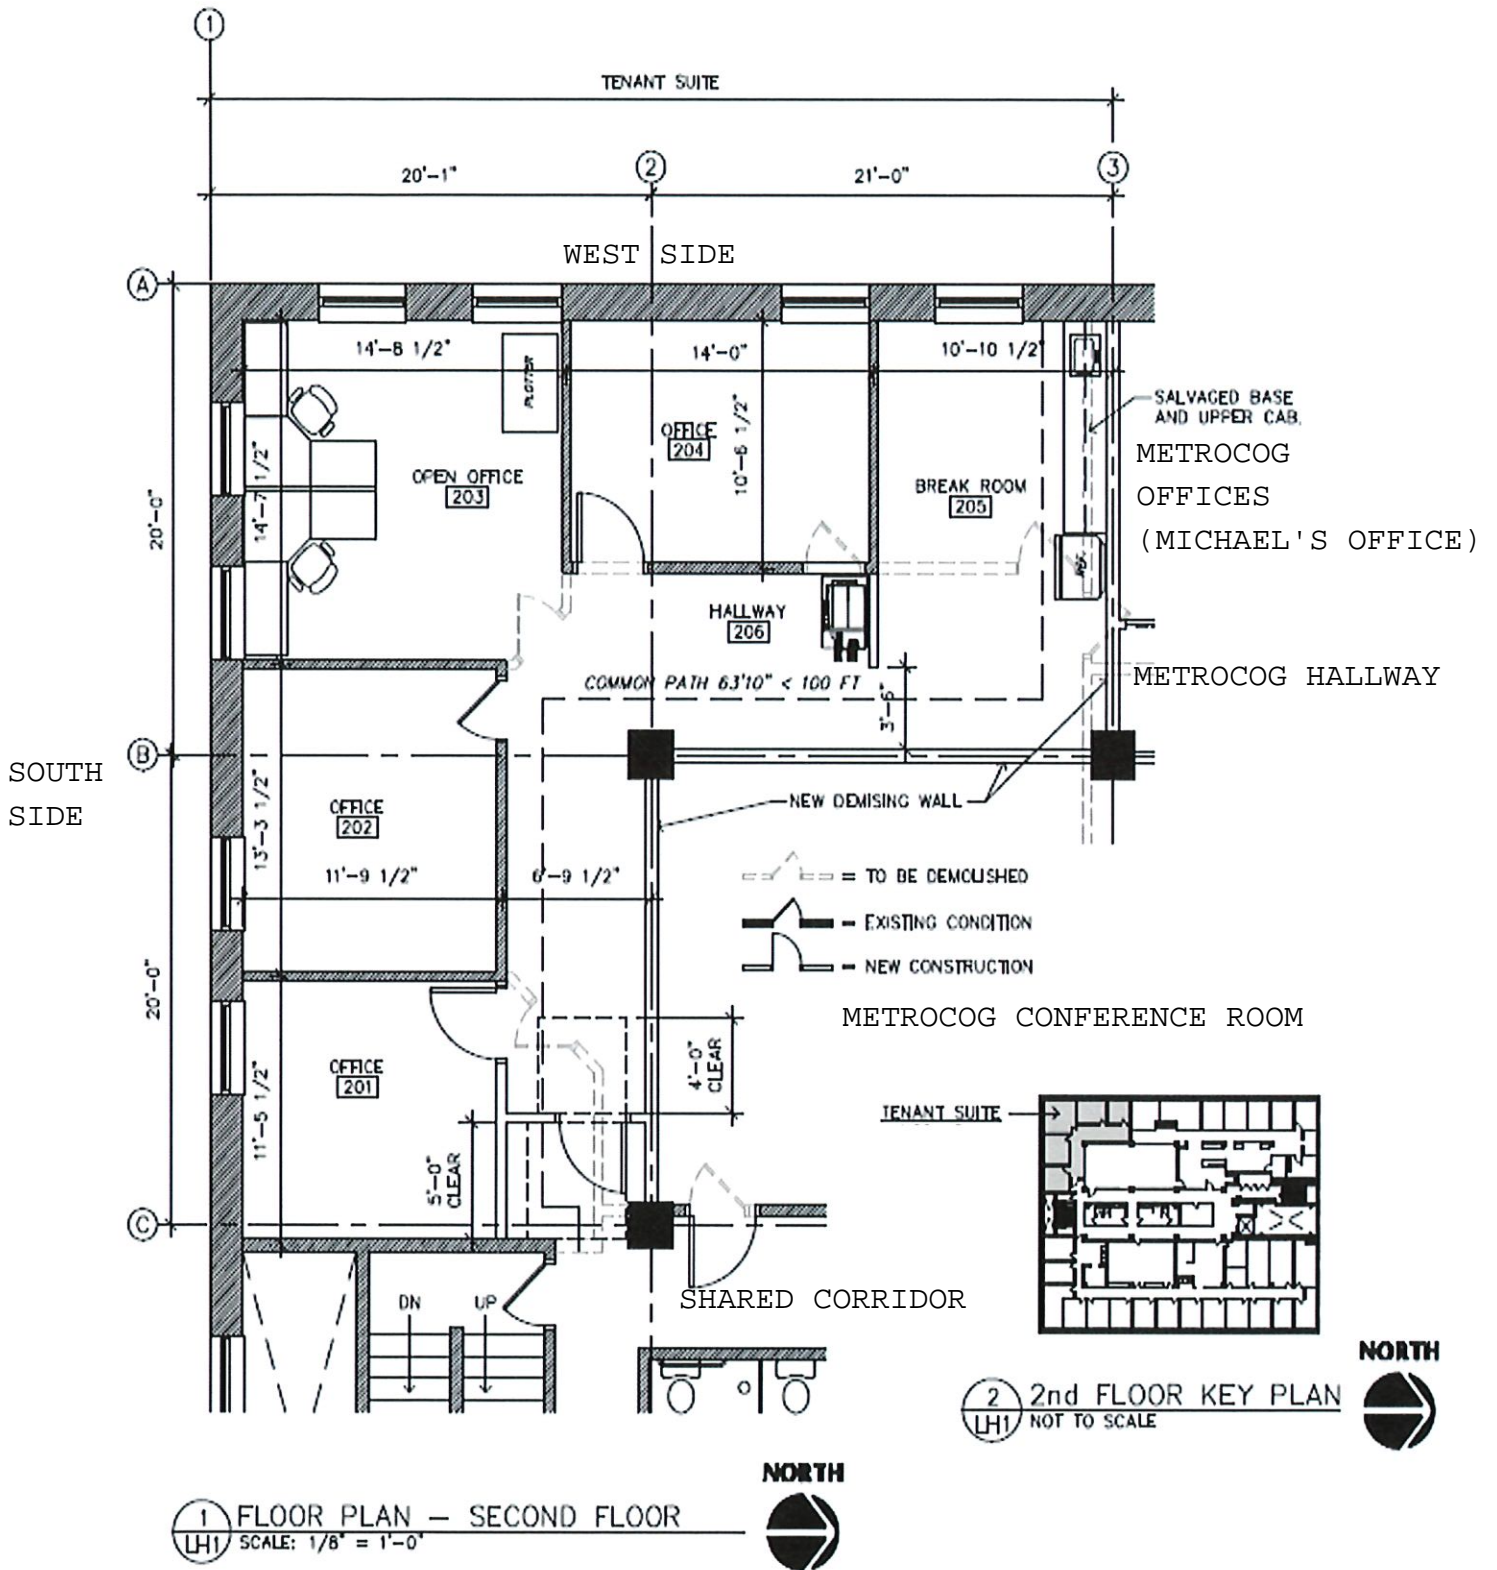 1
TENANT SUITE
20'-1"
2
21'-0"
3
WEST SIDE
A
14'-8 1/2"
14'-0"
10'-10 1/2"
PLOTTER
SALVAGED BASE
AND UPPER CAB.
OFFICE
204
10'-6 1/2"
METROCOG
OFFICES
(MICHAEL'S OFFICE)
OPEN OFFICE
203
BREAK ROOM
205
14'-7 1/2"
20'-0"
REF.
HALLWAY
206
COMMON PATH 63'10" < 100 FT
METROCOG HALLWAY
3'-6"
B
SOUTH
SIDE
NEW DEMISING WALL
OFFICE
202
13'-3 1/2"
11'-9 1/2"
6'-9 1/2"
= TO BE DEMOLISHED
= EXISTING CONDITION
= NEW CONSTRUCTION
20'-0"
METROCOG CONFERENCE ROOM
4'-0"
CLEAR
OFFICE
201
11'-5 1/2"
TENANT SUITE
5'-0"
CLEAR
C
DN
UP
SHARED CORRIDOR
NORTH
2
LH1
2nd FLOOR KEY PLAN
NOT TO SCALE
NORTH
1
LH1
FLOOR PLAN — SECOND FLOOR
SCALE: 1/8" = 1'-0"